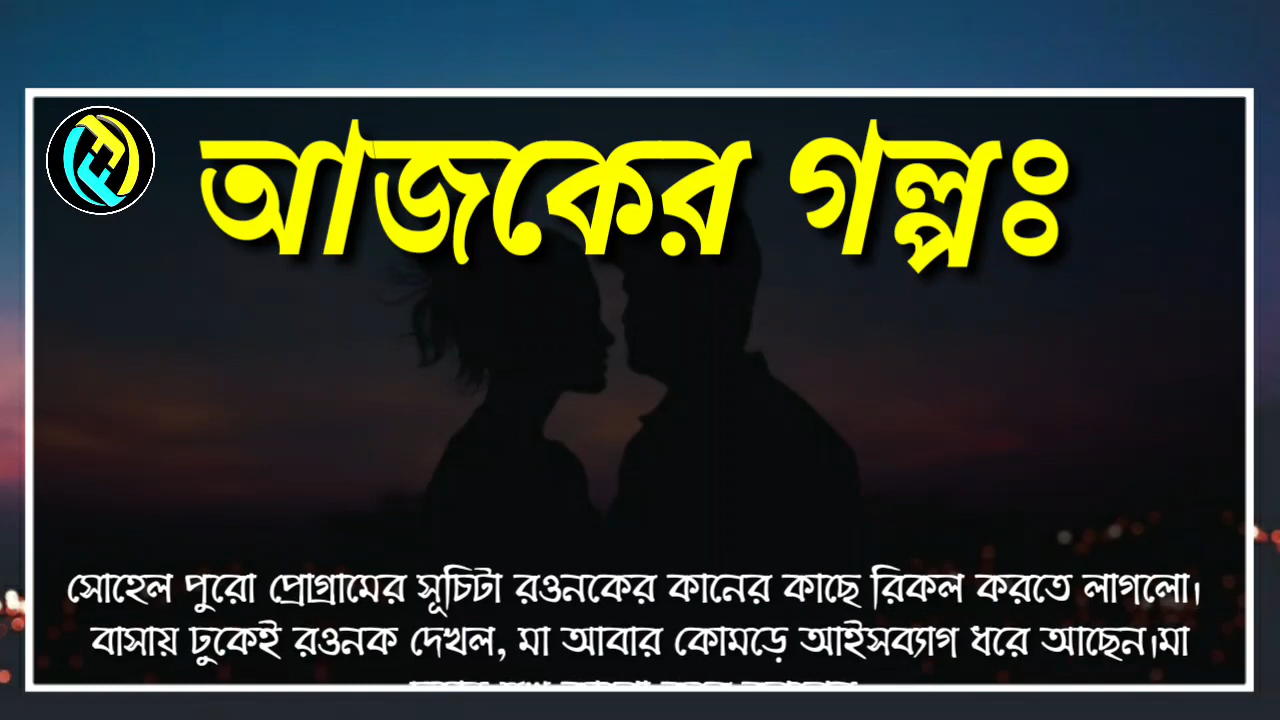 আজকের গল্পঃ
সোহেল পুরো প্রোগ্রামের সূচিটা রওনকের কানের কাছে রিকল করতে লাগলো।
বাসায় ঢুকেই রওনক দেখল, মা আবার কোমড়ে আইসব্যাগ ধরে আছেন।মা